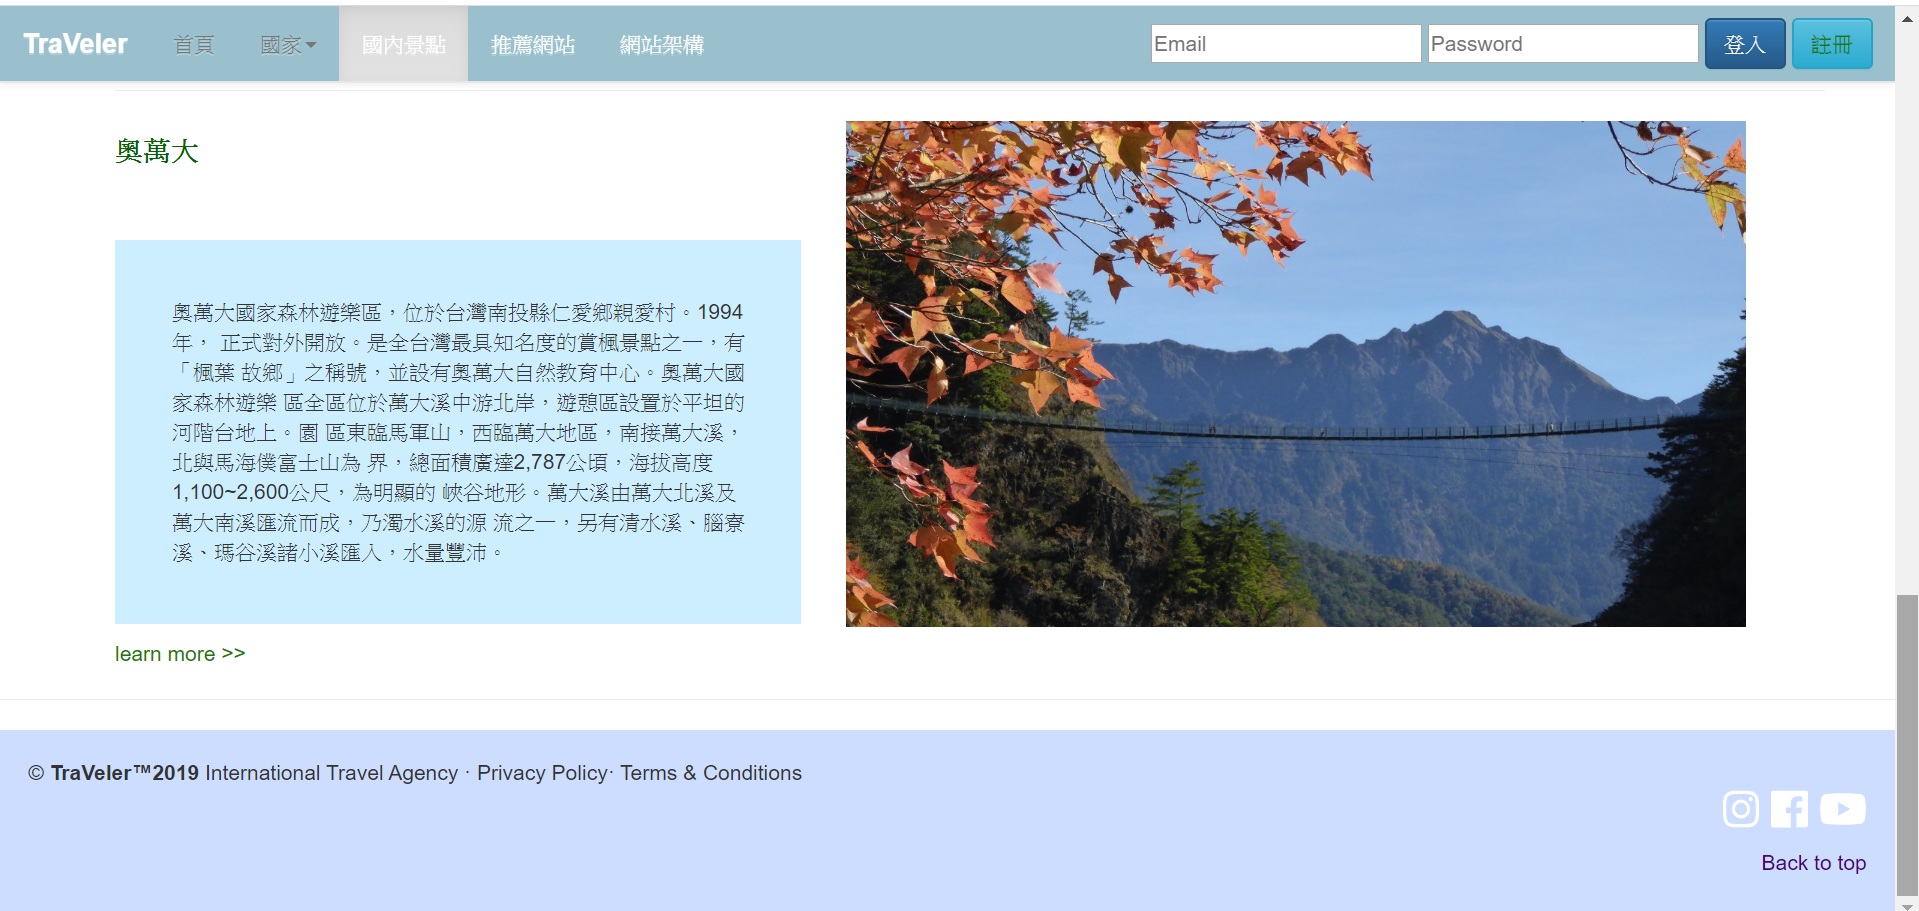 TraVeler 首頁 國家 國內景點 推薦網站 網站架構 Email Password 登入 註冊
奧萬大
奧萬大國家森林遊樂區，位於台灣南投縣仁愛鄉親愛村。1994
年， 正式對外開放。是全台灣最具知名度的賞楓景點之一，有
「楓葉 故鄉」之稱號，並設有奧萬大自然教育中心。奧萬大國
家森林遊樂 區全區位於萬大溪中游北岸，遊憩區設置於平坦的
河階台地上。園 區東臨馬軍山，西臨萬大地區，南接萬大溪，
北與馬海僕富士山為 界，總面積廣達2,787公頃，海拔高度
1,100~2,600公尺，為明顯的 峽谷地形。萬大溪由萬大北溪及
萬大南溪匯流而成，乃濁水溪的源 流之一，另有清水溪、腦寮
溪、瑪谷溪諸小溪匯入，水量豐沛。
learn more >>
© TraVeler™2019 International Travel Agency · Privacy Policy· Terms & Conditions
Back to top